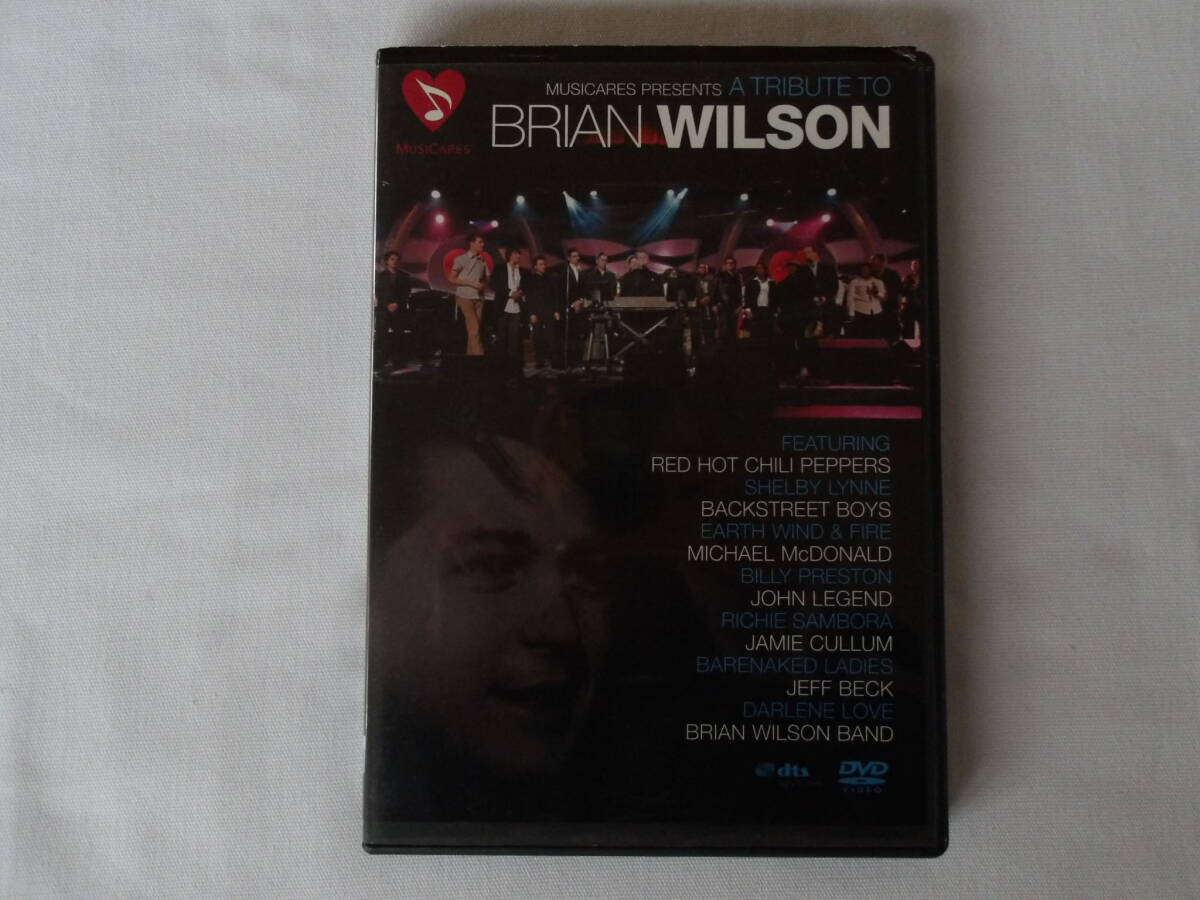 MUSICARES PRESENTS A TRIBUTE TO
BRIAN WILSON
MUSICARES
FEATURING
RED HOT CHILI PEPPERS
SHELBY LYNNE
BACKSTREET BOYS
EARTH WIND & FIRE
MICHAEL McDONALD
BILLY PRESTON
JOHN LEGEND
RICHIE SAMBORA
JAMIE CULLUM
BARENAKED LADIES
JEFF BECK
DARLENE LOVE
BRIAN WILSON BAND
dts
DVD
VIDEO